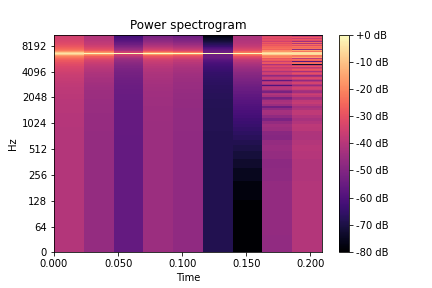 Power spectrogram
Hz
8192
4096
2048
1024
512
256
128
64
0
0.000 0.050 0.100 0.150 0.200
Time
+0 dB
-10 dB
-20 dB
-30 dB
-40 dB
-50 dB
-60 dB
-70 dB
-80 dB